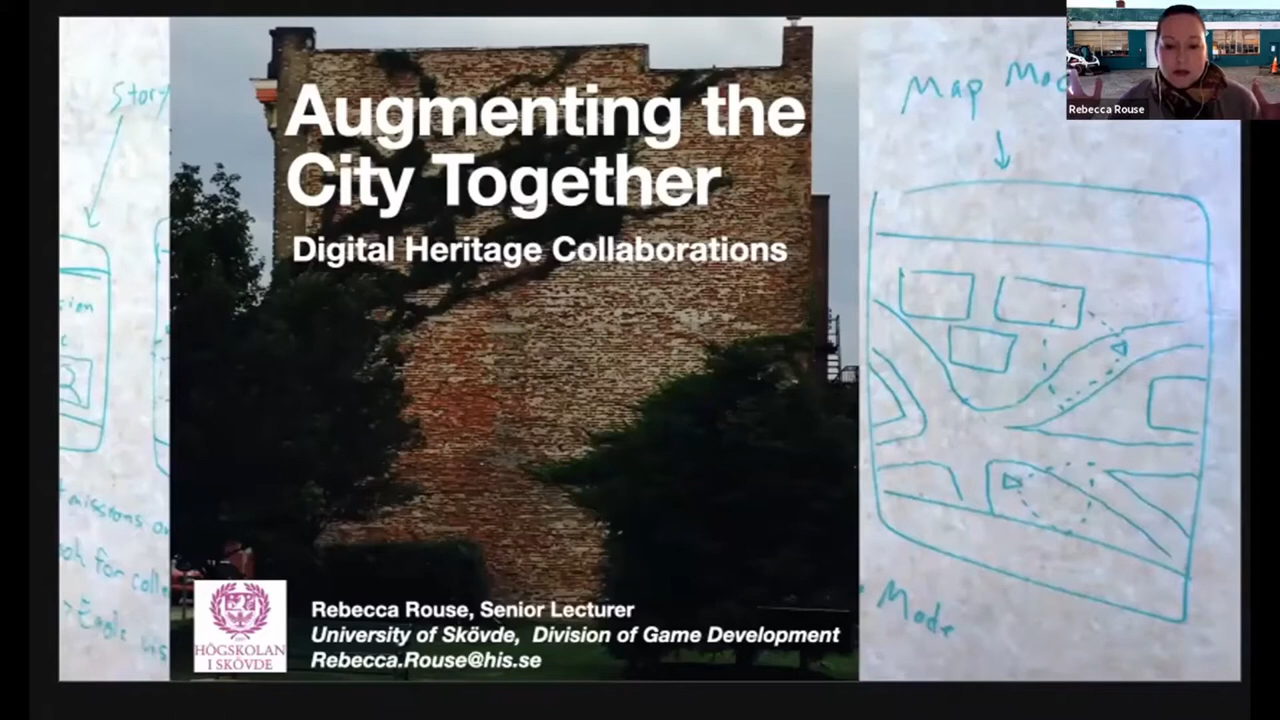 Augmenting the
City Together
Digital Heritage Collaborations
Rebecca Rouse, Senior Lecturer
University of Skövde, Division of Game Development
Rebecca.Rouse@his.se
HÖGSKOLAN
I SKÖVDE
Story
Map
Mode
Rebecca Rouse